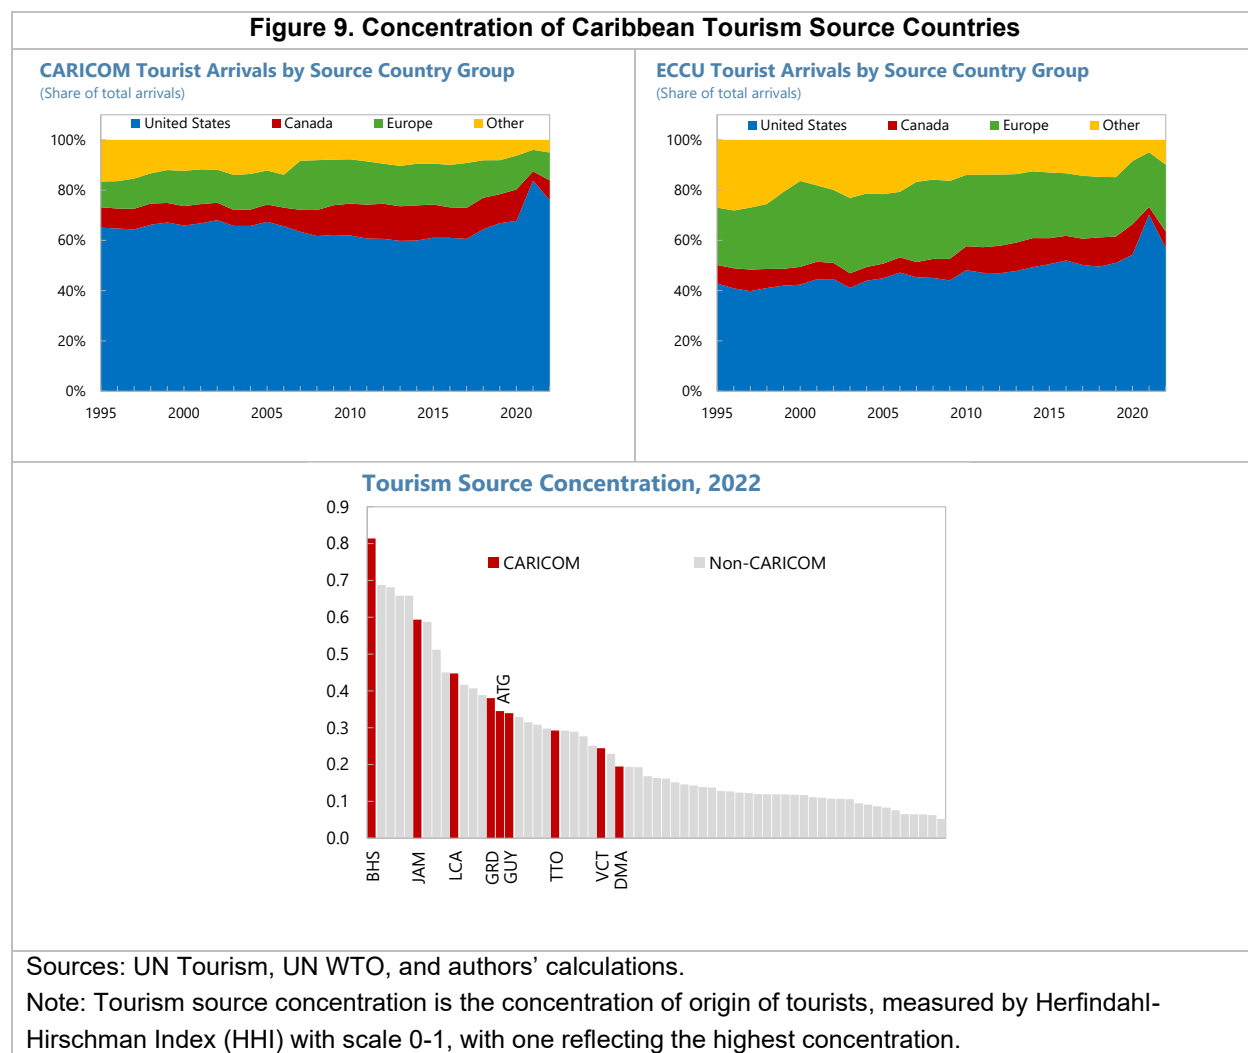 Figure 9. Concentration of Caribbean Tourism Source Countries
CARICOM Tourist Arrivals by Source Country Group
(Share of total arrivals)
United States Canada Europe Other
100%
80%
60%
40%
20%
0%
1995 2000 2005 2010 2015 2020
ECCU Tourist Arrivals by Source Country Group
(Share of total arrivals)
United States Canada Europe Other
100%
80%
60%
40%
20%
0%
1995 2000 2005 2010 2015 2020
Tourism Source Concentration, 2022
0.9
0.8
0.7
0.6
0.5
0.4
0.3
0.2
0.1
0.0
CARICOM Non-CARICOM
ATG
BHS JAM LCA GRD GUY TTO VCT DMA
Sources: UN Tourism, UN WTO, and authors’ calculations.
Note: Tourism source concentration is the concentration of origin of tourists, measured by Herfindahl-
Hirschman Index (HHI) with scale 0-1, with one reflecting the highest concentration.